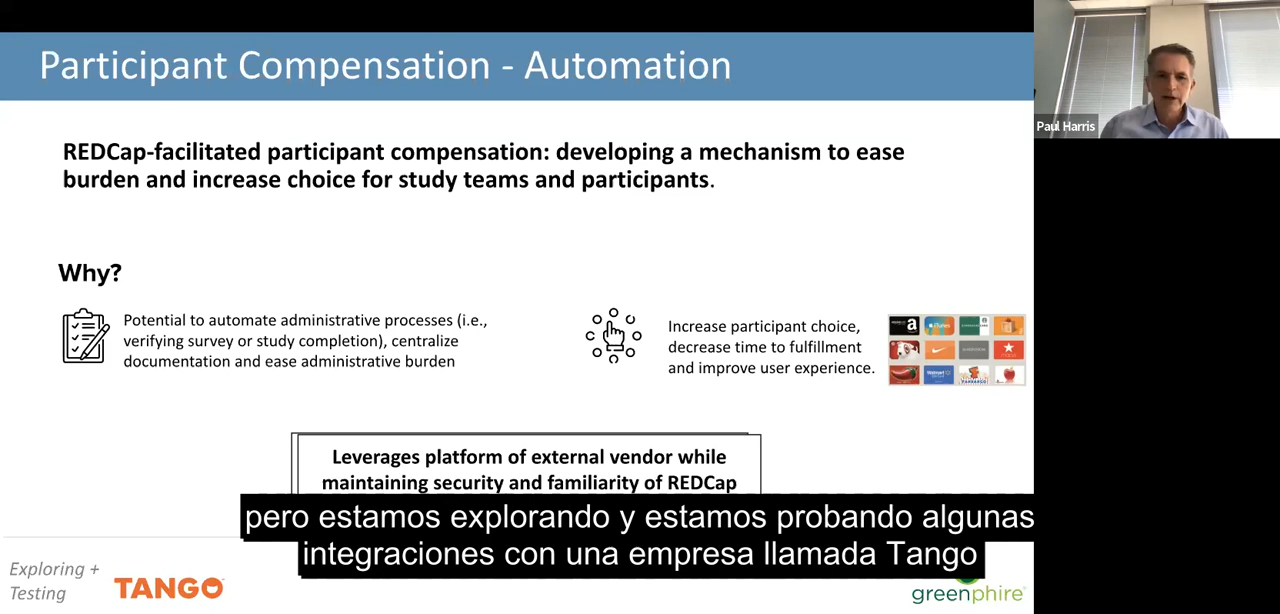 Participant Compensation - Automation
Paul Harris
REDCap-facilitated participant compensation: developing a mechanism to ease
burden and increase choice for study teams and participants.
Why?
Potential to automate administrative processes (i.e.,
verifying survey or study completion), centralize
documentation and ease administrative burden
Increase participant choice,
decrease time to fulfillment
and improve user experience.
Leverages platform of external vendor while
maintaining security and familiarity of REDCap
pero estamos explorando y estamos probando algunas
integraciones con una empresa llamada Tango
Exploring +
Testing
TANGO
greenphire